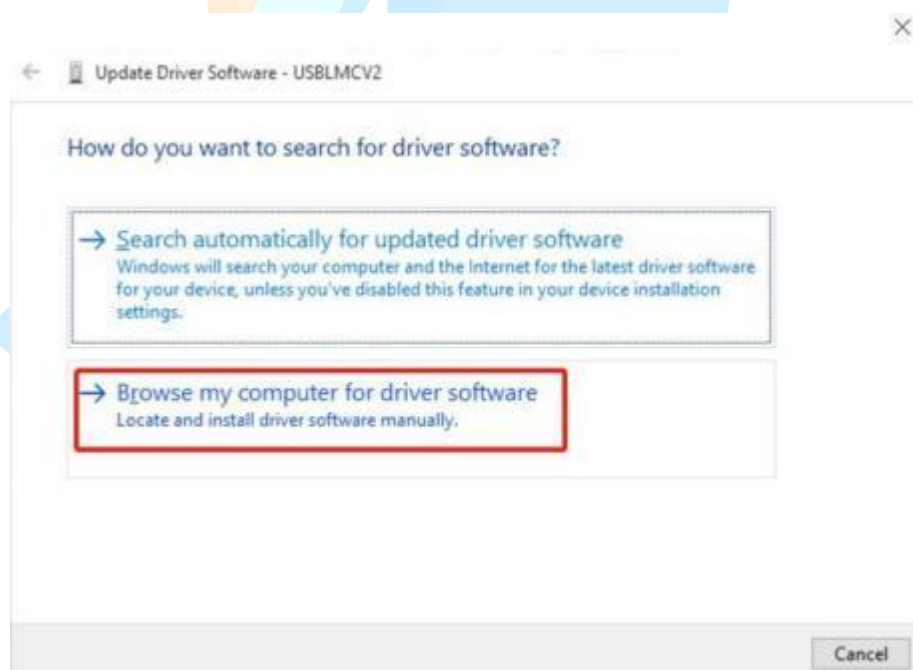 Update Driver Software - USBLMCV2
How do you want to search for driver software?
Search automatically for updated driver software
Windows will search your computer and the Internet for the latest driver software
for your device, unless you've disabled this feature in your device installation
settings.
Browse my computer for driver software
Locate and install driver software manually.
Cancel